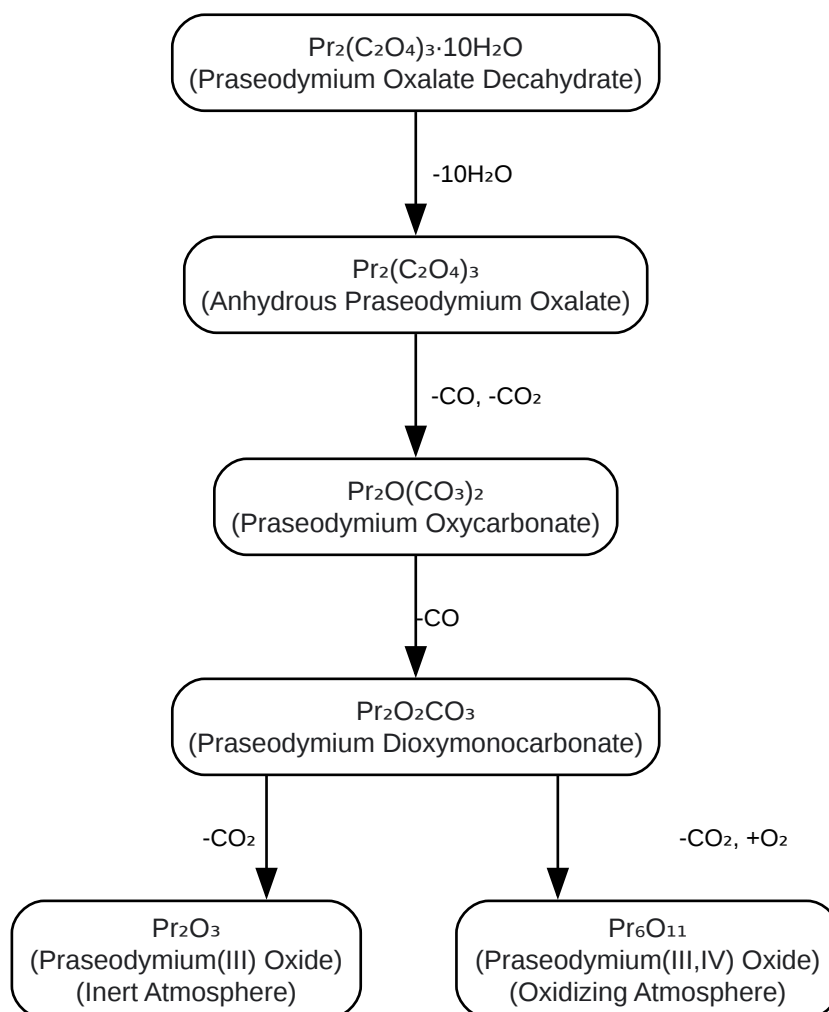 Pr₂(C₂O₄)₃·10H₂O
(Praseodymium Oxalate Decahydrate)
-10H₂O
Pr₂(C₂O₄)₃
(Anhydrous Praseodymium Oxalate)
-CO, -CO₂
Pr₂O(CO₃)₂
(Praseodymium Oxycarbonate)
-CO
Pr₂O₂CO₃
(Praseodymium Dioxymonocarbonate)
-CO₂
-CO₂, +O₂
Pr₂O₃
(Praseodymium(III) Oxide)
(Inert Atmosphere)
Pr₆O₁₁
(Praseodymium(III,IV) Oxide)
(Oxidizing Atmosphere)